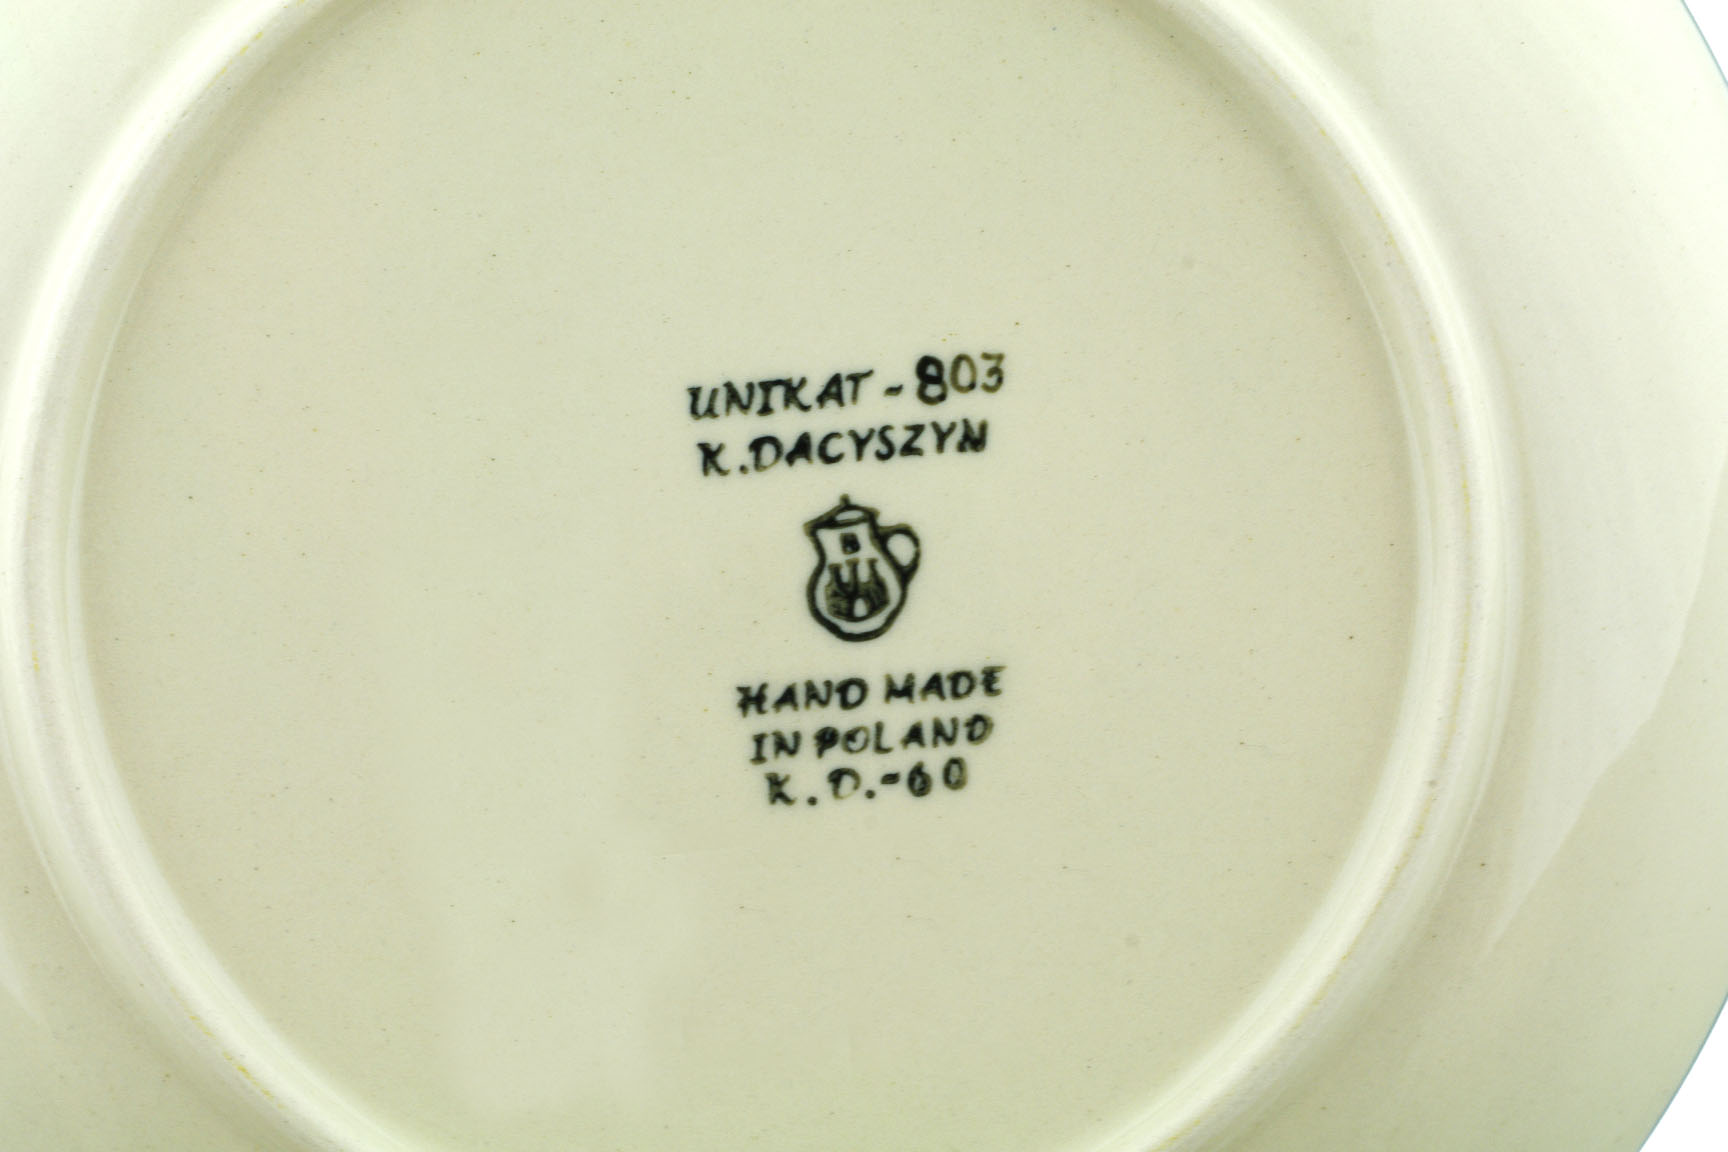 UNIKAT - 803
K. DACYSZYN
HAND MADE
IN POLAND
K. D. - 60